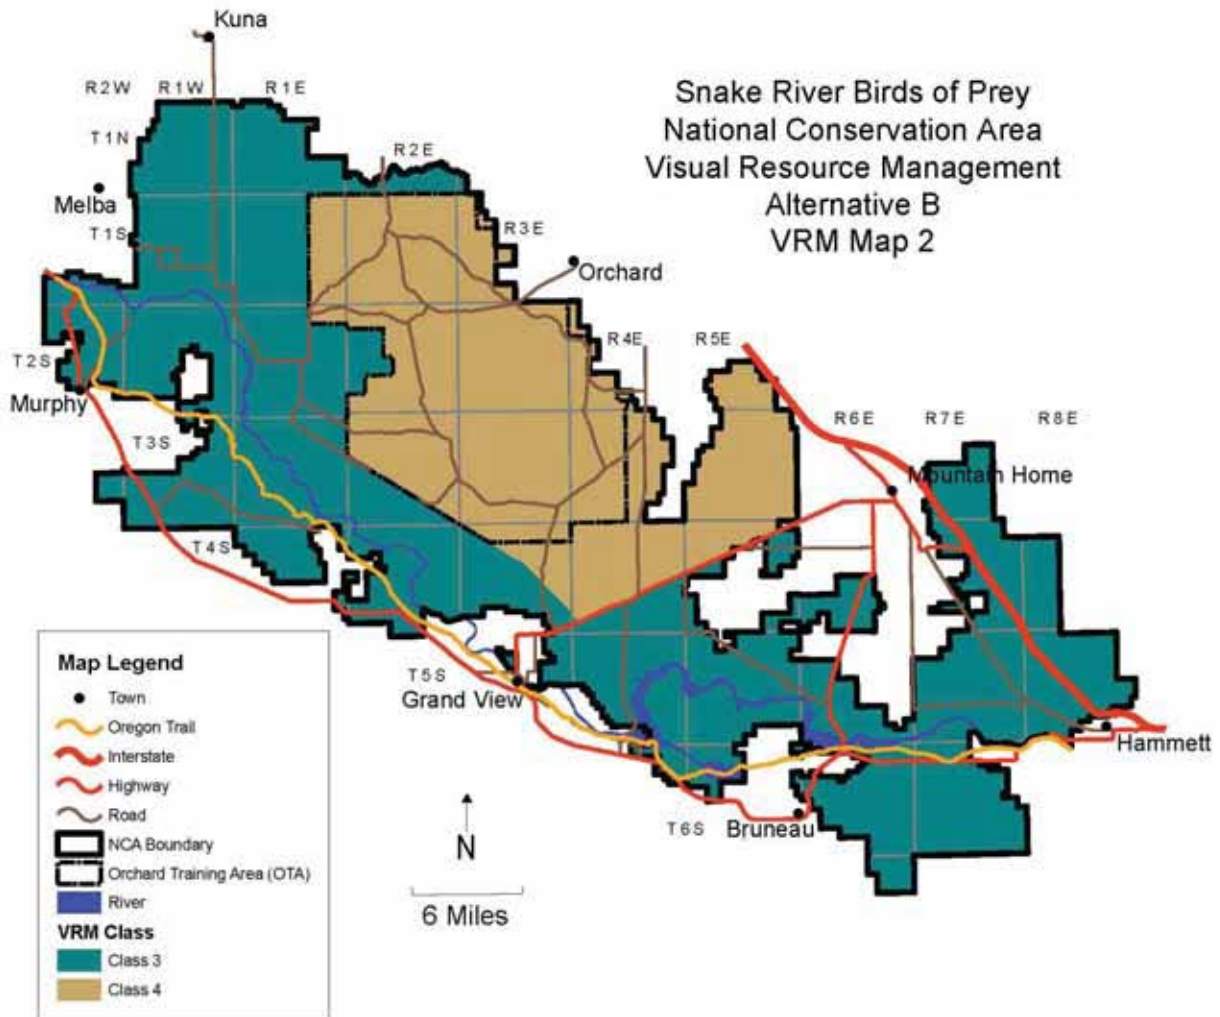 Kuna
R2W R1W R1E
Snake River Birds of Prey
National Conservation Area
Visual Resource Management
Alternative B
VRM Map 2
T1N
R2E
Melba
T1S
R3E
Orchard
T2S
R4E
R5E
Murphy
R6E
R7E
R8E
T3S
Mountain Home
T4S
Map Legend
Town
Oregon Trail
Interstate
Highway
Road
NCA Boundary
Orchard Training Area (OTA)
River
VRM Class
Class 3
Class 4
T5S
Grand View
Hammett
T6S
Bruneau
N
6 Miles